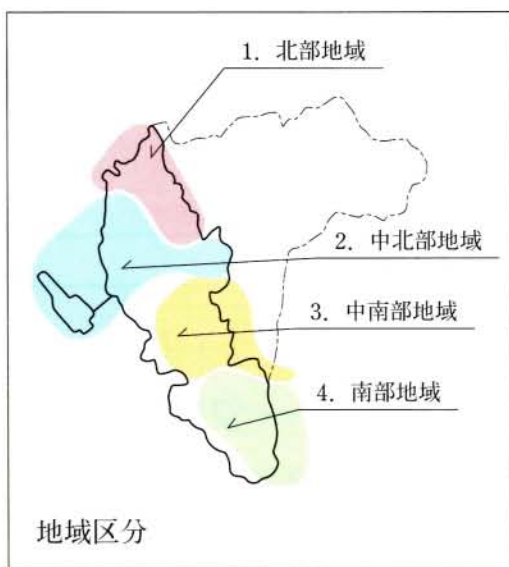 1. 北部地域
2. 中北部地域
3. 中南部地域
4. 南部地域
地域区分